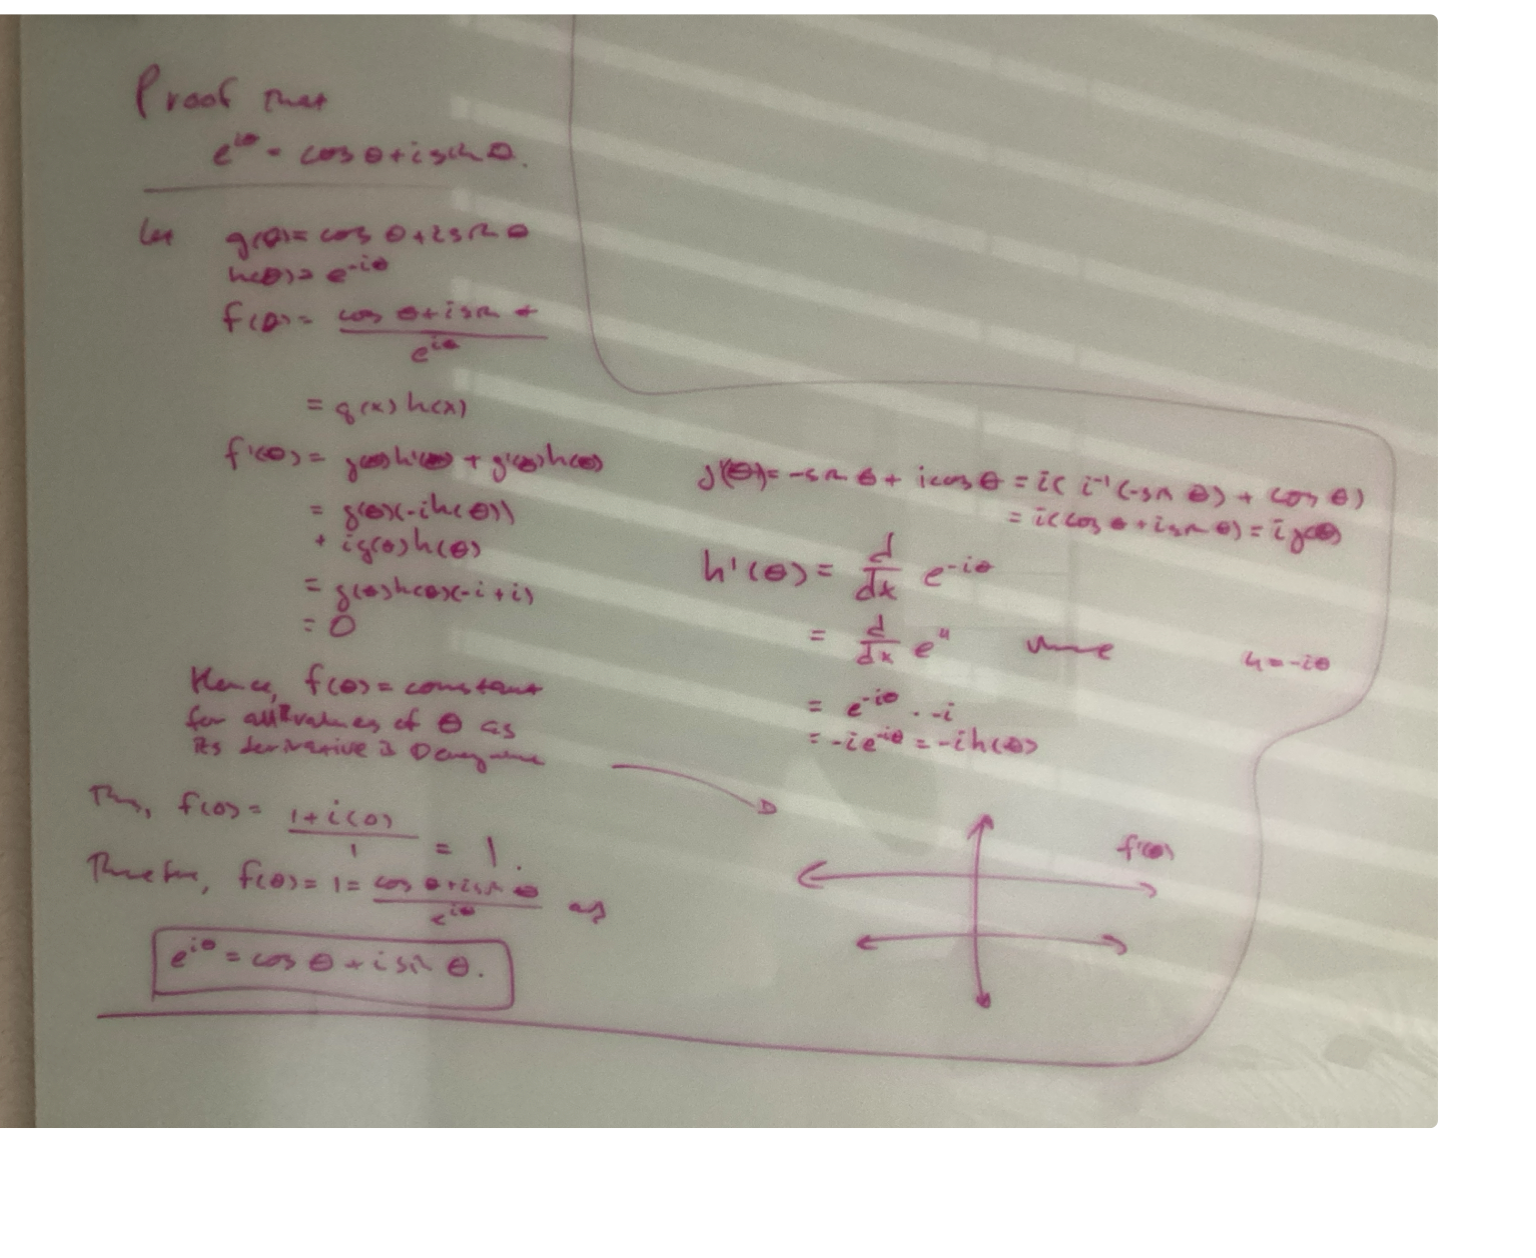 Proof that
e^{iθ} = cos θ + i sin θ.
Let g(θ) = cos θ + i sin θ
h(θ) = e^{-iθ}
f(θ) = (cos θ + i sin θ) / e^{iθ}
= g(x) h(x)
f'(θ) = g(θ)h'(θ) + g'(θ)h(θ)
= g(θ)(-ih(θ))
+ ig(θ)h(θ)
= g(θ)h(θ)(-i+i)
= 0
Hence, f(θ) = constant
for all values of θ as
its derivative is 0
Thus, f(0) = (1 + i(0)) / 1 = 1.
Therefore, f(θ) = 1 = (cos θ + i sin θ) / e^{iθ} as
e^{iθ} = cos θ + i sin θ.
g'(θ) = -sin θ + i cos θ = i( i^{-1}(-sin θ) + cos θ)
= i(cos θ + i sin θ) = i g(θ)
h'(θ) = d/dx e^{-iθ}
= d/dx e^u where u = -iθ
= e^{-iθ} · -i
= -ie^{-iθ} = -ih(θ)
f(θ)